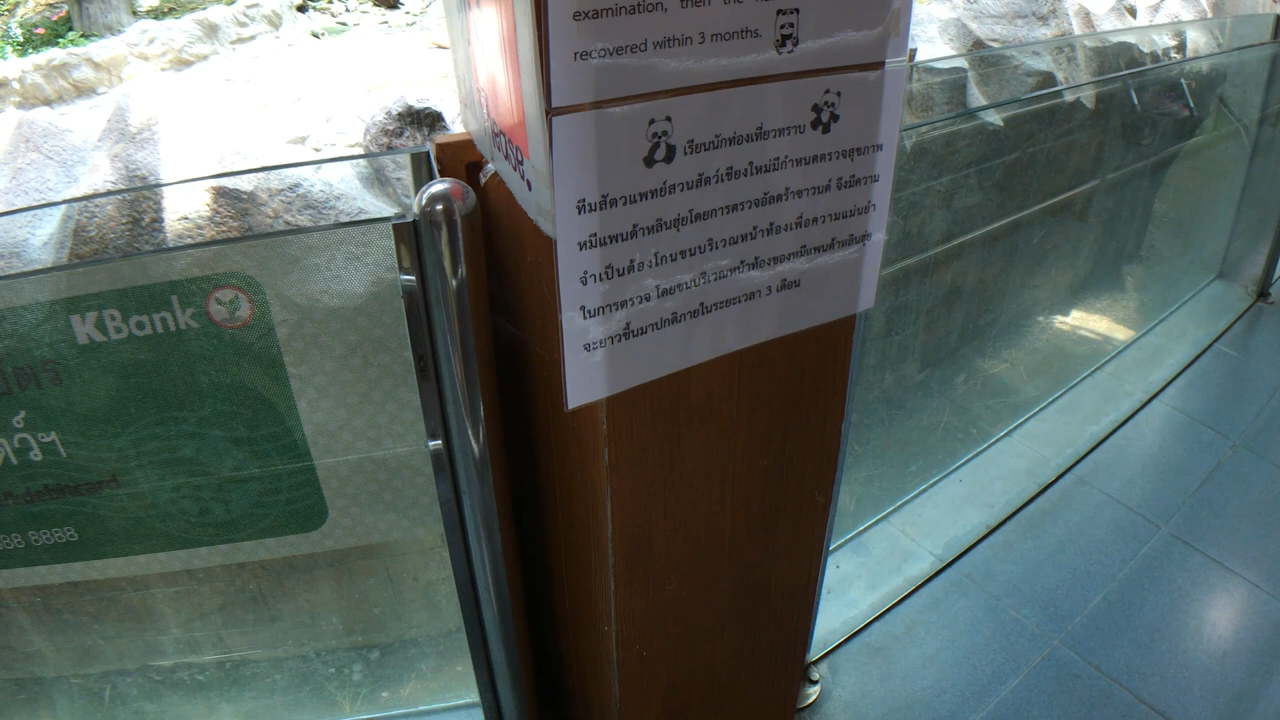 examination, then the
recovered within 3 months.
เรียนนักท่องเที่ยวทราบ
ทีมสัตวแพทย์สวนสัตว์เชียงใหม่มีกำหนดตรวจสุขภาพ
หมีแพนด้าหลินฮุ่ยโดยการตรวจอัลตร้าซาวนด์ จึงมีความ
จำเป็นต้องโกนขนบริเวณหน้าท้องเพื่อความแม่นยำ
ในการตรวจ โดยขนบริเวณหน้าท้องของหมีแพนด้าหลินฮุ่ย
จะยาวขึ้นมาปกติภายในระยะเวลา 3 เดือน
KBank
8888